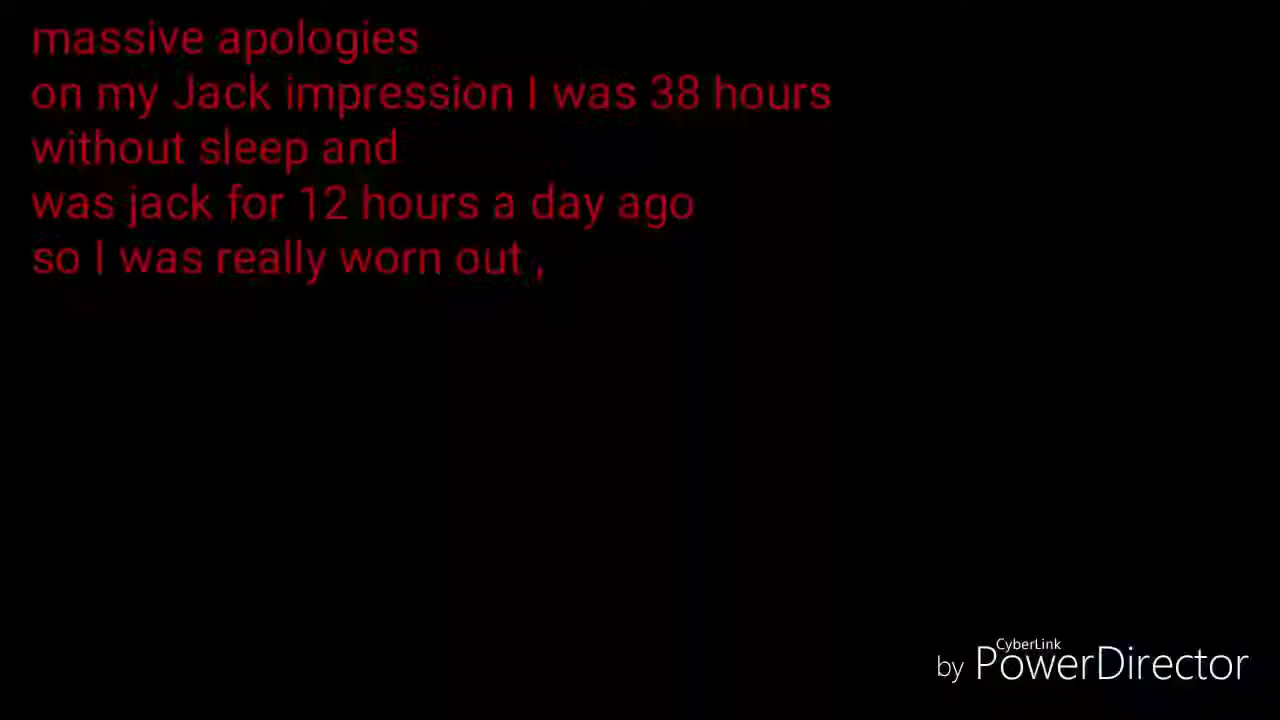 massive apologies
on my Jack impression I was 38 hours
without sleep and
was jack for 12 hours a day ago
so I was really worn out ,
CyberLink
by PowerDirector